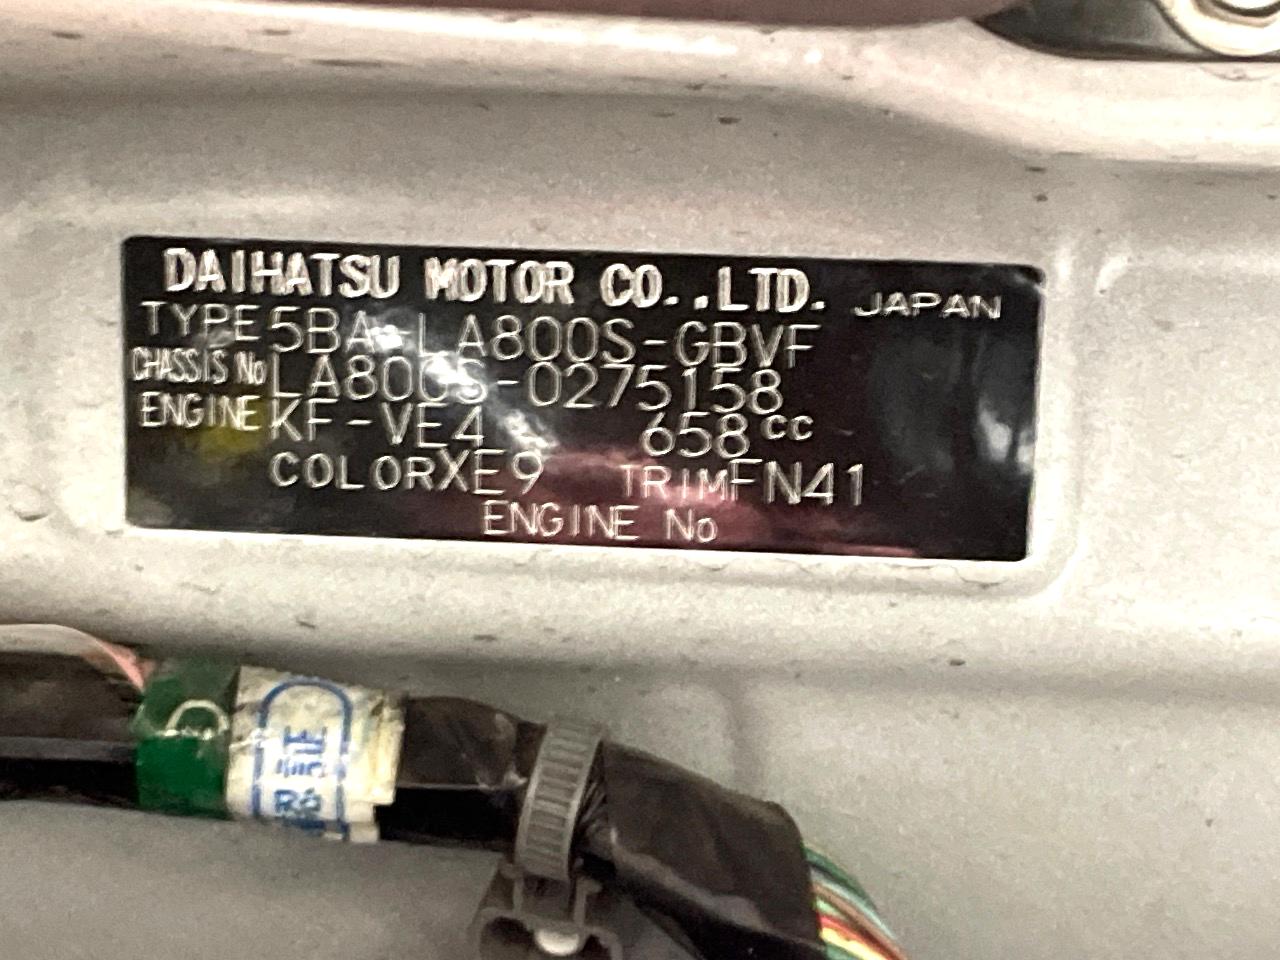 DAIHATSU MOTOR CO.,LTD. JAPAN
TYPE 5BA-LA800S-GBVF
CHASSIS No LA800S-0275158
ENGINE KF-VE4 658cc
COLOR XE9 TRIM FN41
ENGINE No